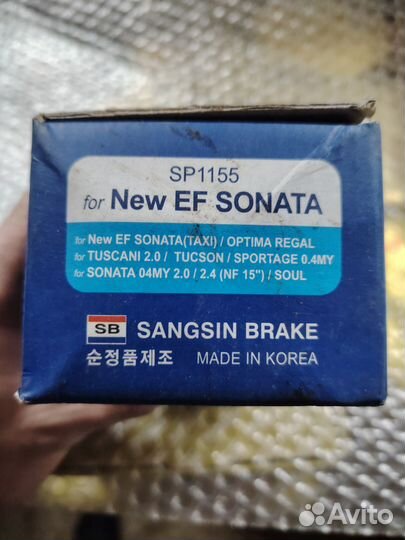 SP1155
for New EF SONATA
for New EF SONATA(TAXI) / OPTIMA REGAL
for TUSCANI 2.0 / TUCSON / SPORTAGE 0.4MY
for SONATA 04MY 2.0 / 2.4 (NF 15") / SOUL
SB SANGSIN BRAKE
순정품제조 MADE IN KOREA
Avito